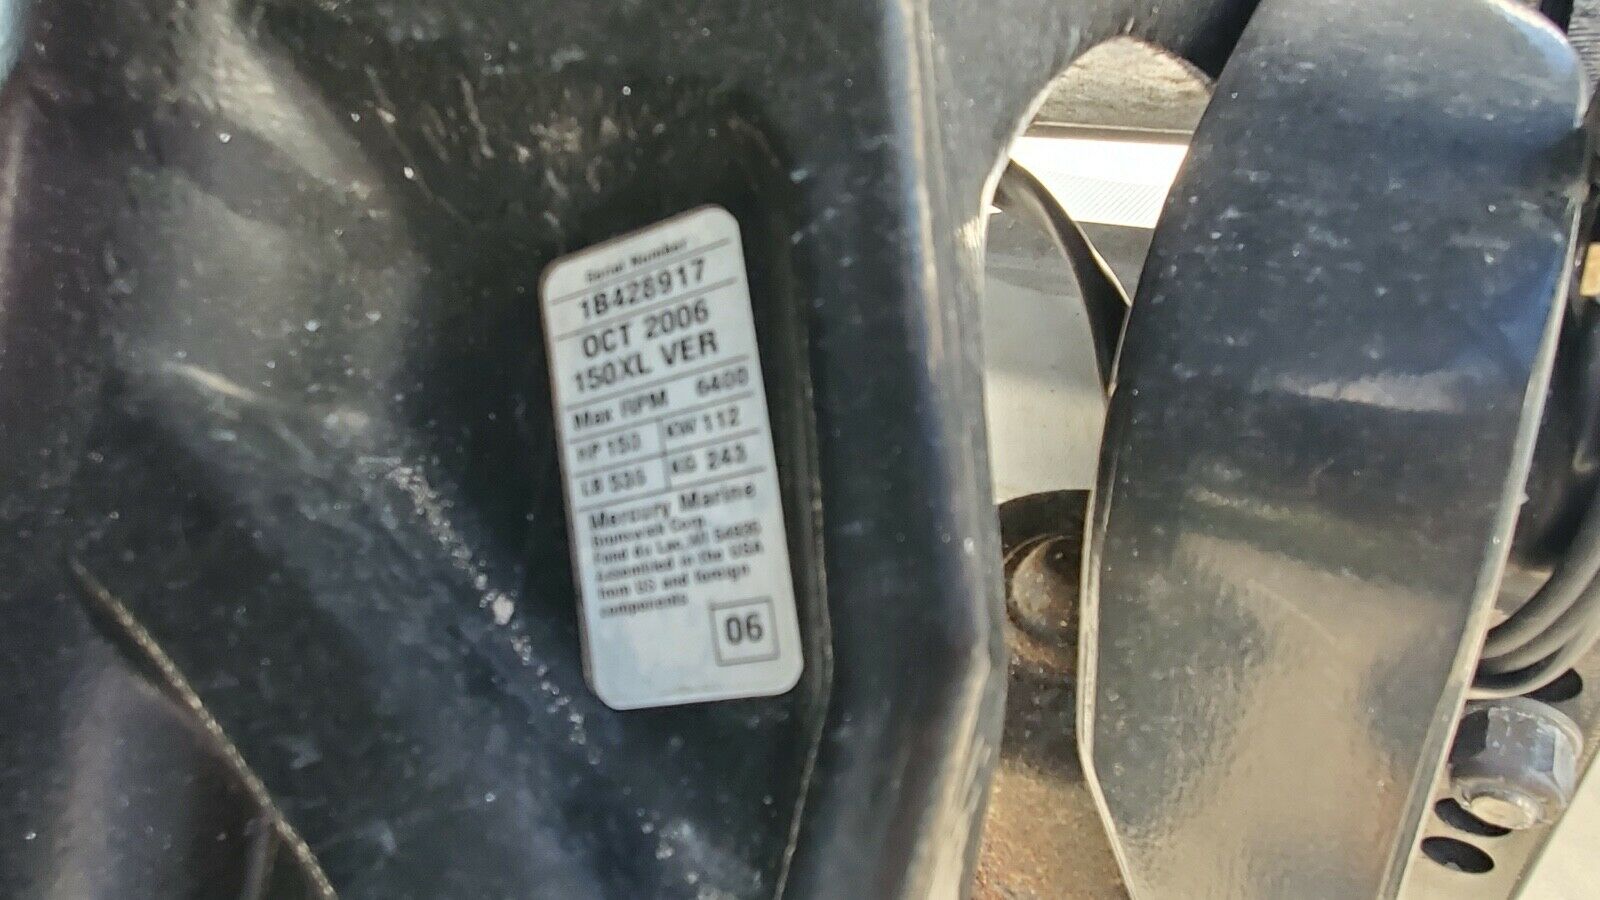 Serial Number
1B428917
OCT 2006
150XL VER
Max RPM 6400
HP 150 KW 112
LB 535 KG 243
Mercury Marine
Brunswick Corp.
Fond du Lac, WI 54935
Assembled in the USA
from US and foreign
components
06